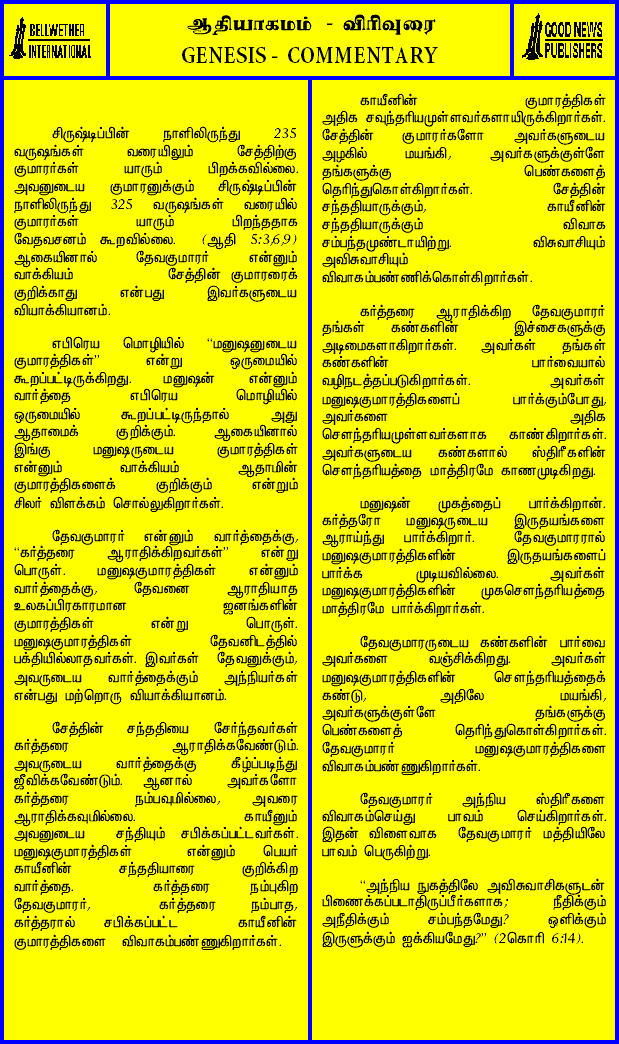 BELLWETHER
INTERNATIONAL
ஆதியாகமம் - விரிவுரை
GENESIS - COMMENTARY
GOOD NEWS
PUBLISHERS
சிருஷ்டிப்பின் நாளிலிருந்து 235
வருஷங்கள் வரையிலும் சேத்திற்கு
குமாரர்கள் யாரும் பிறக்கவில்லை.
அவனுடைய குமாரனுக்கும் சிருஷ்டிப்பின்
நாளிலிருந்து 325 வருஷங்கள் வரையில்
குமாரர்கள் யாரும் பிறந்ததாக
வேதவசனம் கூறவில்லை. (ஆதி 5:3,6,9)
ஆகையினால் தேவகுமாரர் என்னும்
வாக்கியம் சேத்தின் குமாரரைக்
குறிக்காது என்பது இவர்களுடைய
வியாக்கியானம்.
எபிரெய மொழியில் “மனுஷனுடைய
குமாரத்திகள்” என்று ஒருமையில்
கூறப்பட்டிருக்கிறது. மனுஷன் என்னும்
வார்த்தை எபிரெய மொழியில்
ஒருமையில் கூறப்பட்டிருந்தால் அது
ஆதாமைக் குறிக்கும். ஆகையினால்
இங்கு மனுஷருடைய குமாரத்திகள்
என்னும் வாக்கியம் ஆதாமின்
குமாரத்திகளைக் குறிக்கும் என்றும்
சிலர் விளக்கம் சொல்லுகிறார்கள்.
தேவகுமாரர் என்னும் வார்த்தைக்கு,
“கர்த்தரை ஆராதிக்கிறவர்கள்” என்று
பொருள். மனுஷகுமாரத்திகள் என்னும்
வார்த்தைக்கு, தேவனை ஆராதியாத
உலகப்பிரகாரமான ஜனங்களின்
குமாரத்திகள் என்று பொருள்.
மனுஷகுமாரத்திகள் தேவனிடத்தில்
பக்தியில்லாதவர்கள். இவர்கள் தேவனுக்கும்,
அவருடைய வார்த்தைக்கும் அந்நியர்கள்
என்பது மற்றொரு வியாக்கியானம்.
சேத்தின் சந்ததியை சேர்ந்தவர்கள்
கர்த்தரை ஆராதிக்கவேண்டும்.
அவருடைய வார்த்தைக்கு கீழ்ப்படிந்து
ஜீவிக்கவேண்டும். ஆனால் அவர்களோ
கர்த்தரை நம்பவுமில்லை, அவரை
ஆராதிக்கவுமில்லை. காயீனும்
அவனுடைய சந்தியும் சபிக்கப்பட்டவர்கள்.
மனுஷகுமாரத்திகள் என்னும் பெயர்
காயீனின் சந்ததியாரை குறிக்கிற
வார்த்தை. கர்த்தரை நம்புகிற
தேவகுமாரர், கர்த்தரை நம்பாத,
கர்த்தரால் சபிக்கப்பட்ட காயீனின்
குமாரத்திகளை விவாகம்பண்ணுகிறார்கள்.
காயீனின் குமாரத்திகள்
அதிக சவுந்தரியமுள்ளவர்களாயிருக்கிறார்கள்.
சேத்தின் குமாரர்களோ அவர்களுடைய
அழகில் மயங்கி, அவர்களுக்குள்ளே
தங்களுக்கு பெண்களைத்
தெரிந்துகொள்கிறார்கள். சேத்தின்
சந்ததியாருக்கும், காயீனின்
சந்ததியாருக்கும் விவாக
சம்பந்தமுண்டாயிற்று. விசுவாசியும்
அவிசுவாசியும்
விவாகம்பண்ணிக்கொள்கிறார்கள்.
கர்த்தரை ஆராதிக்கிற தேவகுமாரர்
தங்கள் கண்களின் இச்சைகளுக்கு
அடிமைகளாகிறார்கள். அவர்கள் தங்கள்
கண்களின் பார்வையால்
வழிநடத்தப்படுகிறார்கள். அவர்கள்
மனுஷகுமாரத்திகளைப் பார்க்கும்போது,
அவர்களை அதிக
சௌந்தரியமுள்ளவர்களாக காண்கிறார்கள்.
அவர்களுடைய கண்களால் ஸ்திரீகளின்
சௌந்தரியத்தை மாத்திரமே காணமுடிகிறது.
மனுஷன் முகத்தைப் பார்க்கிறான்.
கர்த்தரோ மனுஷருடைய இருதயங்களை
ஆராய்ந்து பார்க்கிறார். தேவகுமாரரால்
மனுஷகுமாரத்திகளின் இருதயங்களைப்
பார்க்க முடியவில்லை. அவர்கள்
மனுஷகுமாரத்திகளின் முகசௌந்தரியத்தை
மாத்திரமே பார்க்கிறார்கள்.
தேவகுமாரருடைய கண்களின் பார்வை
அவர்களை வஞ்சிக்கிறது. அவர்கள்
மனுஷகுமாரத்திகளின் சௌந்தரியத்தைக்
கண்டு, அதிலே மயங்கி,
அவர்களுக்குள்ளே தங்களுக்கு
பெண்களைத் தெரிந்துகொள்கிறார்கள்.
தேவகுமாரர் மனுஷகுமாரத்திகளை
விவாகம்பண்ணுகிறார்கள்.
தேவகுமாரர் அந்நிய ஸ்திரீகளை
விவாகம்செய்து பாவம் செய்கிறார்கள்.
இதன் விளைவாக தேவகுமாரர் மத்தியிலே
பாவம் பெருகிற்று.
“அந்நிய நுகத்திலே அவிசுவாசிகளுடன்
பிணைக்கப்படாதிருப்பீர்களாக; நீதிக்கும்
அநீதிக்கும் சம்பந்தமேது? ஒளிக்கும்
இருளுக்கும் ஐக்கியமேது?” (2கொரி 6:14).